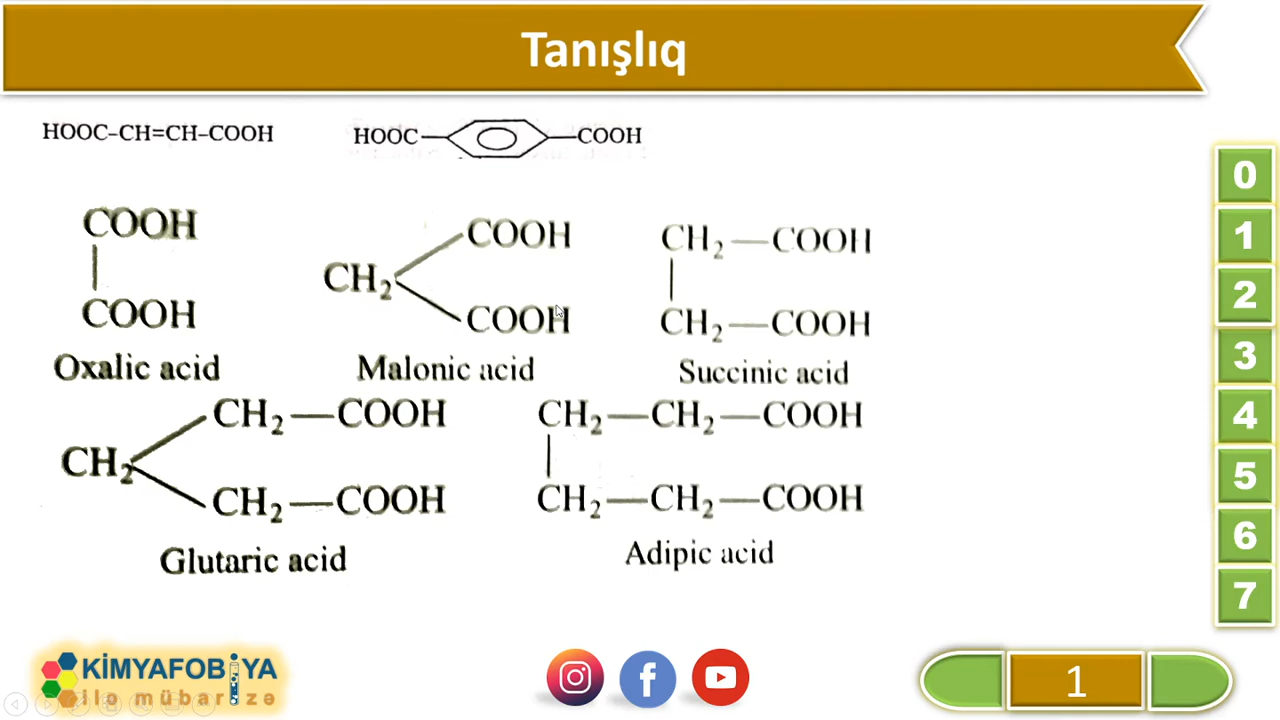 Tanışlıq
HOOC–CH=CH–COOH
HOOC— —COOH
COOH
COOH
Oxalic acid
CH₂
COOH
COOH
Malonic acid
CH₂—COOH
CH₂—COOH
Succinic acid
CH₂
CH₂—COOH
CH₂—COOH
Glutaric acid
CH₂—CH₂—COOH
CH₂—CH₂—COOH
Adipic acid
0
1
2
3
4
5
6
7
KİMYAFOBİYA
ilə mübarizə
1